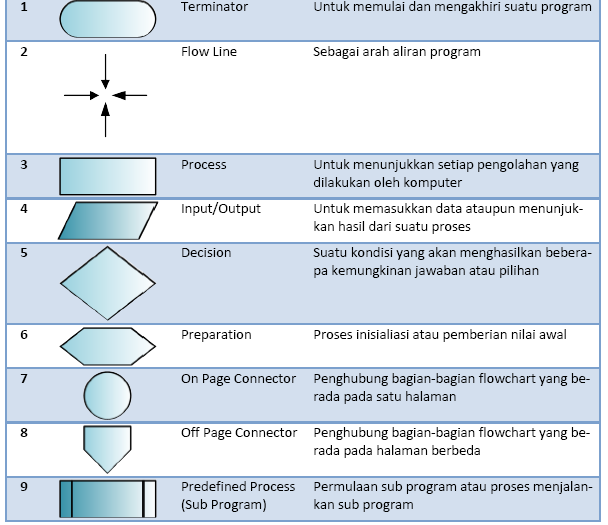 1 Terminator Untuk memulai dan mengakhiri suatu program
2 Flow Line Sebagai arah aliran program
3 Process Untuk menunjukkan setiap pengolahan yang
dilakukan oleh komputer
4 Input/Output Untuk memasukkan data ataupun menunjuk-
kan hasil dari suatu proses
5 Decision Suatu kondisi yang akan menghasilkan bebera-
pa kemungkinan jawaban atau pilihan
6 Preparation Proses inisialiasi atau pemberian nilai awal
7 On Page Connector Penghubung bagian-bagian flowchart yang be-
rada pada satu halaman
8 Off Page Connector Penghubung bagian-bagian flowchart yang be-
rada pada halaman berbeda
9 Predefined Process Permulaan sub program atau proses menjalan-
(Sub Program) kan sub program